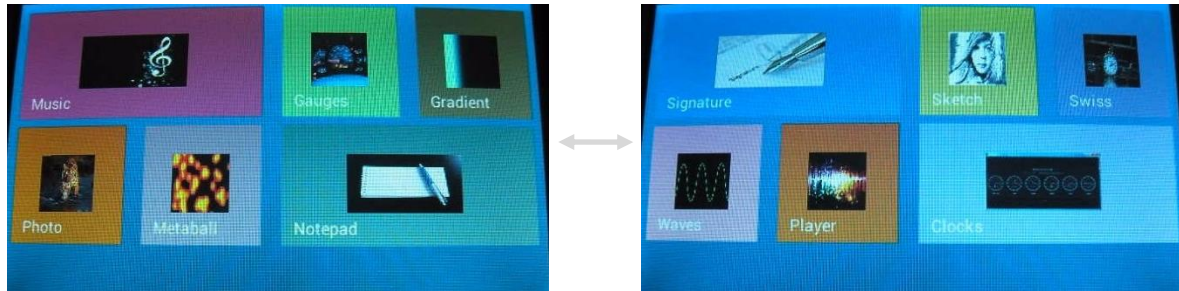 Music
Gauges
Gradient
Photo
Metaball
Notepad
Signature
Sketch
Swiss
Waves
Player
Clocks